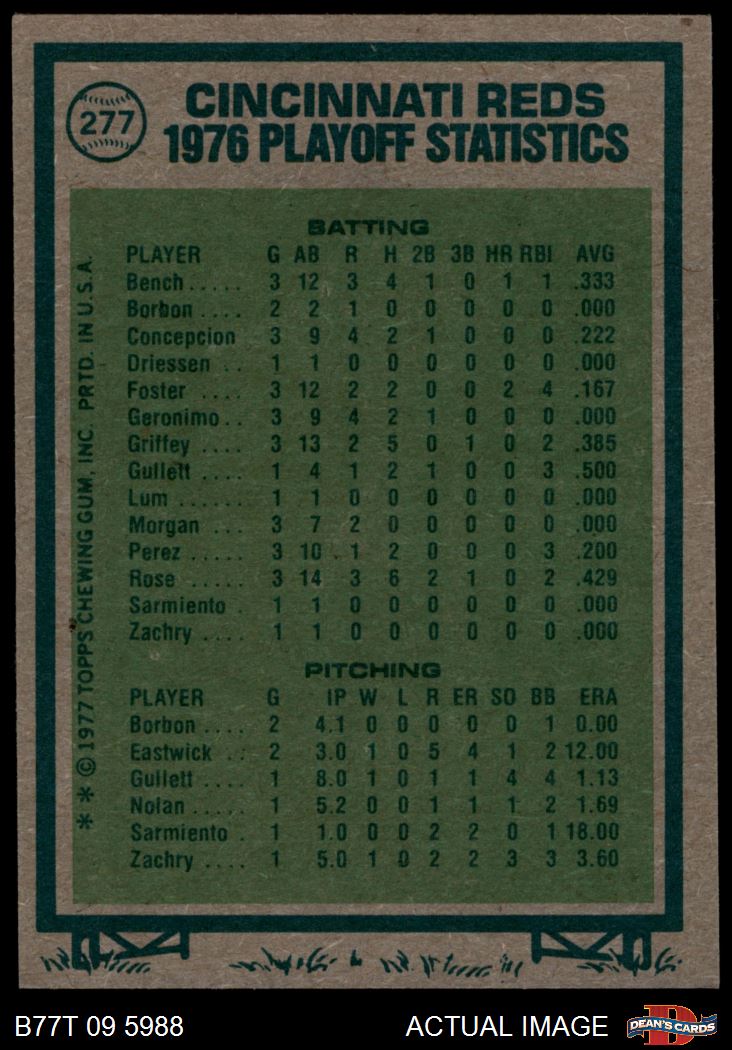 277
CINCINNATI REDS
1976 PLAYOFF STATISTICS
BATTING
PLAYER G AB R H 2B 3B HR RBI AVG
Bench ..... 3 12 3 4 1 0 1 1 .333
Borbon .... 2 2 1 0 0 0 0 0 .000
Concepcion 3 9 4 2 1 0 0 0 .222
Driessen .. 1 1 0 0 0 0 0 0 .000
Foster .... 3 12 2 2 0 0 2 4 .167
Geronimo .. 3 9 4 2 1 0 0 0 .000
Griffey .... 3 13 2 5 0 1 0 2 .385
Gullett .... 1 4 1 2 1 0 0 3 .500
Lum ...... 1 1 0 0 0 0 0 0 .000
Morgan ... 3 7 2 0 0 0 0 0 .000
Perez ..... 3 10 1 2 0 0 0 3 .200
Rose ..... 3 14 3 6 2 1 0 2 .429
Sarmiento . 1 1 0 0 0 0 0 0 .000
Zachry .... 1 1 0 0 0 0 0 0 .000
PITCHING
PLAYER G IP W L R ER SO BB ERA
Borbon .... 2 4.1 0 0 0 0 0 1 0.00
Eastwick .. 2 3.0 1 0 5 4 1 2 12.00
Gullett .... 1 8.0 1 0 1 1 4 4 1.13
Nolan ..... 1 5.2 0 0 1 1 1 2 1.69
Sarmiento . 1 1.0 0 0 2 2 0 1 18.00
Zachry .... 1 5.0 1 0 2 2 3 3 3.60
* * © 1977 TOPPS CHEWING GUM, INC. PRTD. IN U.S.A.
B77T 09 5988 ACTUAL IMAGE
D
DEAN'S CARDS